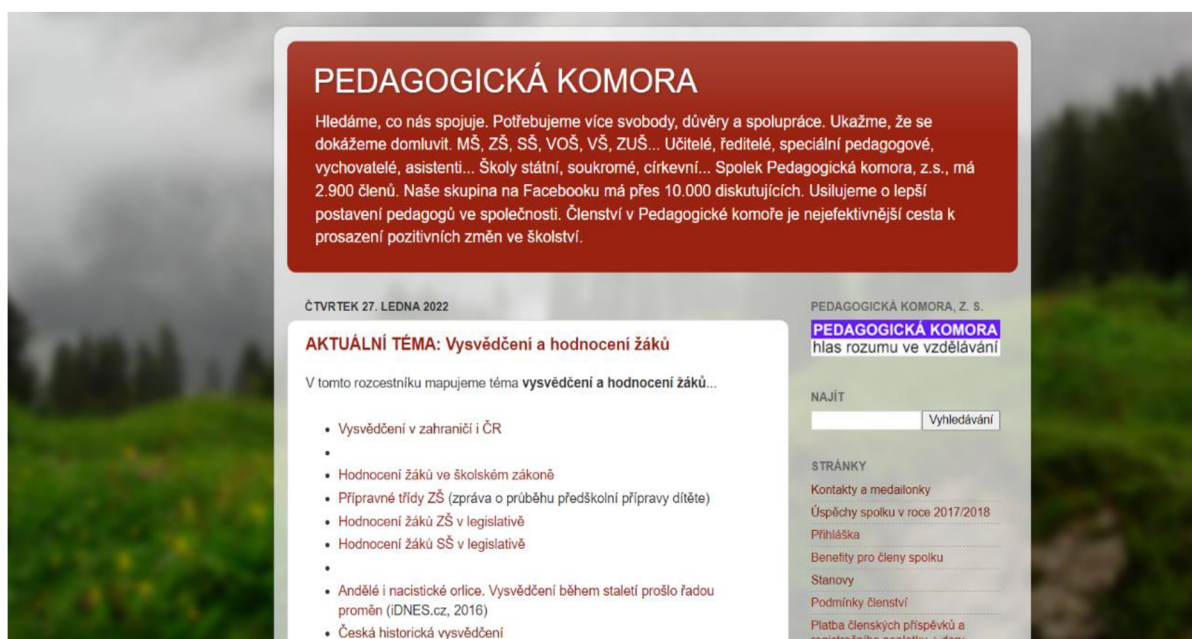 PEDAGOGICKÁ KOMORA
Hledáme, co nás spojuje. Potřebujeme více svobody, důvěry a spolupráce. Ukažme, že se
dokážeme domluvit. MŠ, ZŠ, SŠ, VOŠ, VŠ, ZUŠ... Učitelé, ředitelé, speciální pedagogové,
vychovatelé, asistenti... Školy státní, soukromé, církevní... Spolek Pedagogická komora, z.s., má
2.900 členů. Naše skupina na Facebooku má přes 10.000 diskutujících. Usilujeme o lepší
postavení pedagogů ve společnosti. Členství v Pedagogické komoře je nejefektivnější cesta k
prosazení pozitivních změn ve školství.
ČTVRTEK 27. LEDNA 2022
AKTUÁLNÍ TÉMA: Vysvědčení a hodnocení žáků
V tomto rozcestníku mapujeme téma vysvědčení a hodnocení žáků...
Vysvědčení v zahraničí i ČR
Hodnocení žáků ve školském zákoně
Přípravné třídy ZŠ (zpráva o průběhu předškolní přípravy dítěte)
Hodnocení žáků ZŠ v legislativě
Hodnocení žáků SŠ v legislativě
Andělé i nacistické orlice. Vysvědčení během staletí prošlo řadou
proměn (iDNES.cz, 2016)
Česká historická vysvědčení
PEDAGOGICKÁ KOMORA, Z. S.
PEDAGOGICKÁ KOMORA
hlas rozumu ve vzdělávání
NAJÍT
Vyhledávání
STRÁNKY
Kontakty a medailonky
Úspěchy spolku v roce 2017/2018
Přihláška
Benefity pro členy spolku
Stanovy
Podmínky členství
Platba členských příspěvků a